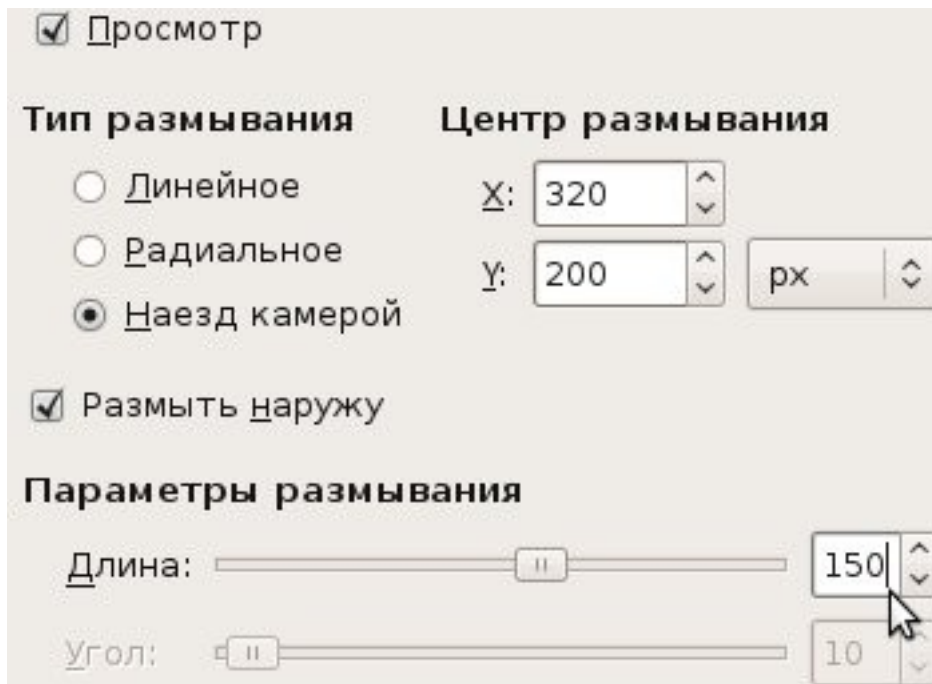 Просмотр
Тип размывания
Линейное
Радиальное
Наезд камерой
Центр размывания
X: 320
Y: 200 px
Размыть наружу
Параметры размывания
Длина: 150
Угол: 10